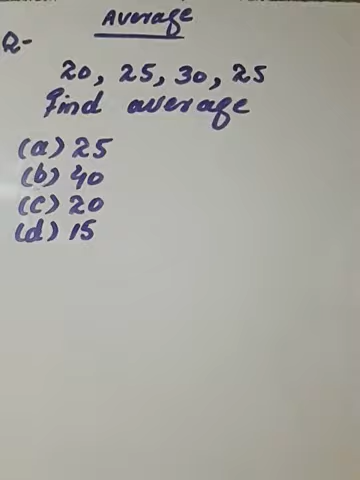 Average
Q-
20, 25, 30, 25
Find average
(a) 25
(b) 40
(c) 20
(d) 15